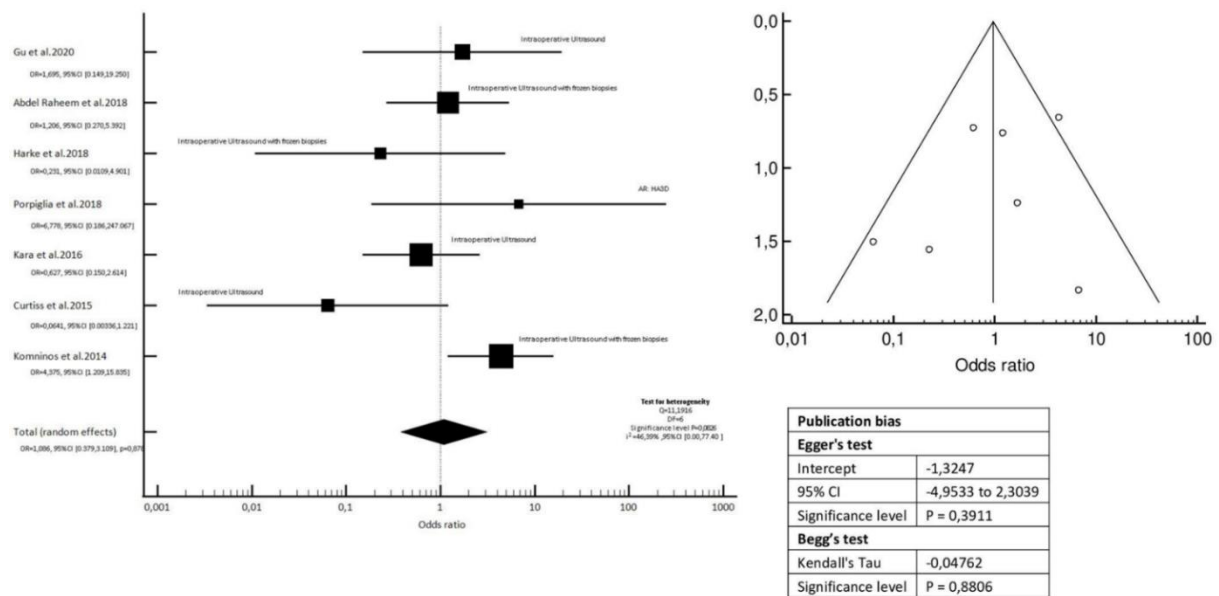 Gu et al.2020
OR=1,695, 95%CI [0.149,19.250]
Intraoperative Ultrasound
Abdel Raheem et al.2018
OR=1,206, 95%CI [0.270,5.392]
Intraoperative Ultrasound with frozen biopsies
Harke et al.2018
OR=0,231, 95%CI [0.0109,4.901]
Intraoperative Ultrasound with frozen biopsies
Porpiglia et al.2018
OR=6,778, 95%CI [0.186,247.067]
AR: HA3D
Kara et al.2016
OR=0,627, 95%CI [0.150,2.614]
Intraoperative Ultrasound
Curtiss et al.2015
OR=0,0641, 95%CI [0.00336,1.221]
Intraoperative Ultrasound
Komninos et al.2014
OR=4,375, 95%CI [1.209,15.835]
Intraoperative Ultrasound with frozen biopsies
Total (random effects)
OR=1,086, 95%CI [0.379,3.109],
Test for heterogeneity
Q=11,1916
DF=6
Significance level
I²=46,39% ,95%CI [0.00,77.40 ]
0,001 0,01 0,1 1 10 100 1000
Odds ratio
0,0
0,5
1,0
1,5
2,0
0,01 0,1 1 10 100
Odds ratio
Publication bias
Egger's test
Intercept -1,3247
95% CI -4,9533 to 2,3039
Significance level P = 0,3911
Begg's test
Kendall's Tau -0,04762
Significance level P = 0,8806